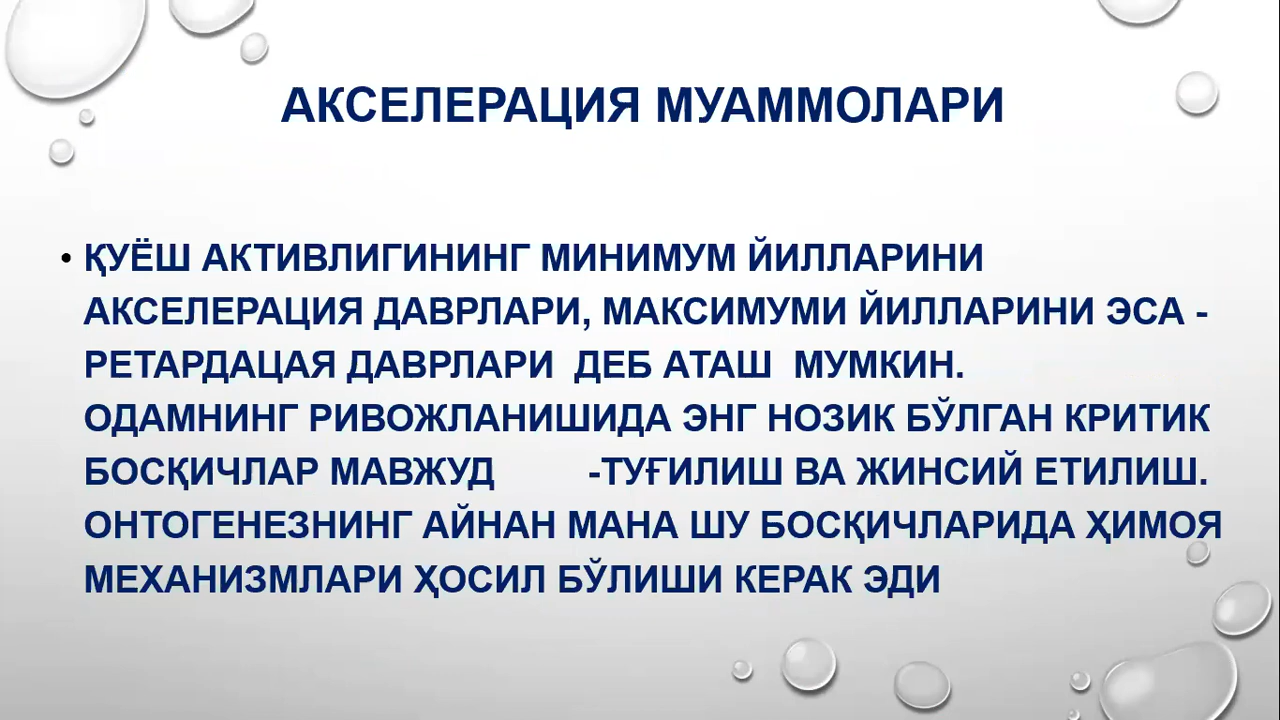 АКСЕЛЕРАЦИЯ МУАММОЛАРИ
• ҚУЁШ АКТИВЛИГИНИНГ МИНИМУМ ЙИЛЛАРИНИ
АКСЕЛЕРАЦИЯ ДАВРЛАРИ, МАКСИМУМИ ЙИЛЛАРИНИ ЭСА -
РЕТАРДАЦАЯ ДАВРЛАРИ ДЕБ АТАШ МУМКИН.
ОДАМНИНГ РИВОЖЛАНИШИДА ЭНГ НОЗИК БЎЛГАН КРИТИК
БОСҚИЧЛАР МАВЖУД -ТУҒИЛИШ ВА ЖИНСИЙ ЕТИЛИШ.
ОНТОГЕНЕЗНИНГ АЙНАН МАНА ШУ БОСҚИЧЛАРИДА ҲИМОЯ
МЕХАНИЗМЛАРИ ҲОСИЛ БЎЛИШИ КЕРАК ЭДИ